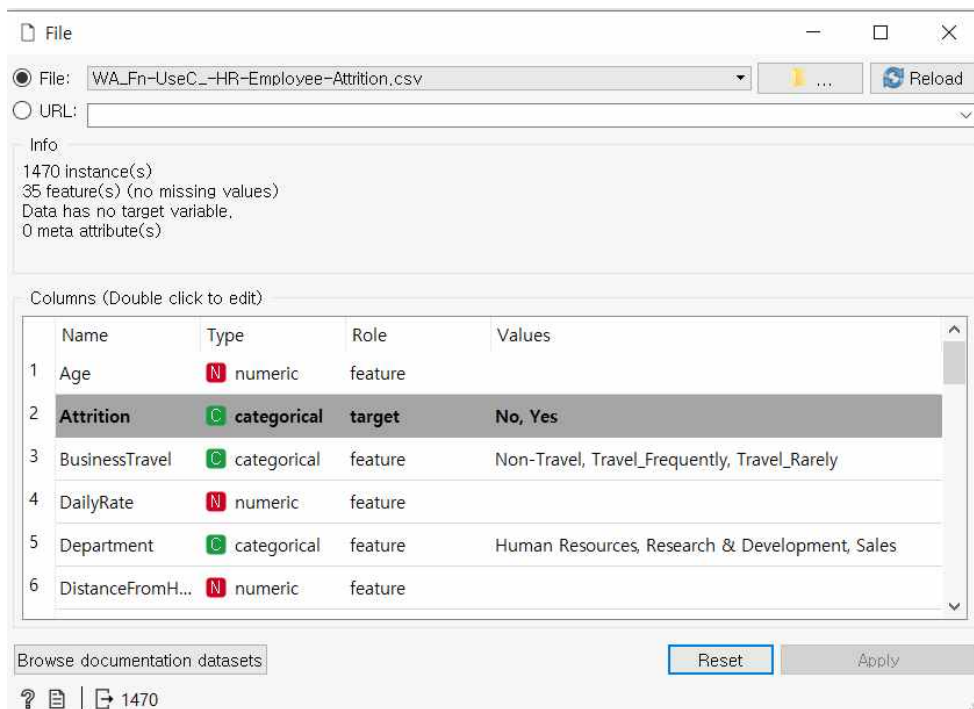 File
File: WA_Fn-UseC_-HR-Employee-Attrition.csv ... Reload
URL:
Info
1470 instance(s)
35 feature(s) (no missing values)
Data has no target variable.
0 meta attribute(s)
Columns (Double click to edit)
Name Type Role Values
1 Age N numeric feature
2 Attrition C categorical target No, Yes
3 BusinessTravel C categorical feature Non-Travel, Travel_Frequently, Travel_Rarely
4 DailyRate N numeric feature
5 Department C categorical feature Human Resources, Research & Development, Sales
6 DistanceFromH... N numeric feature
Browse documentation datasets Reset Apply
? 1470